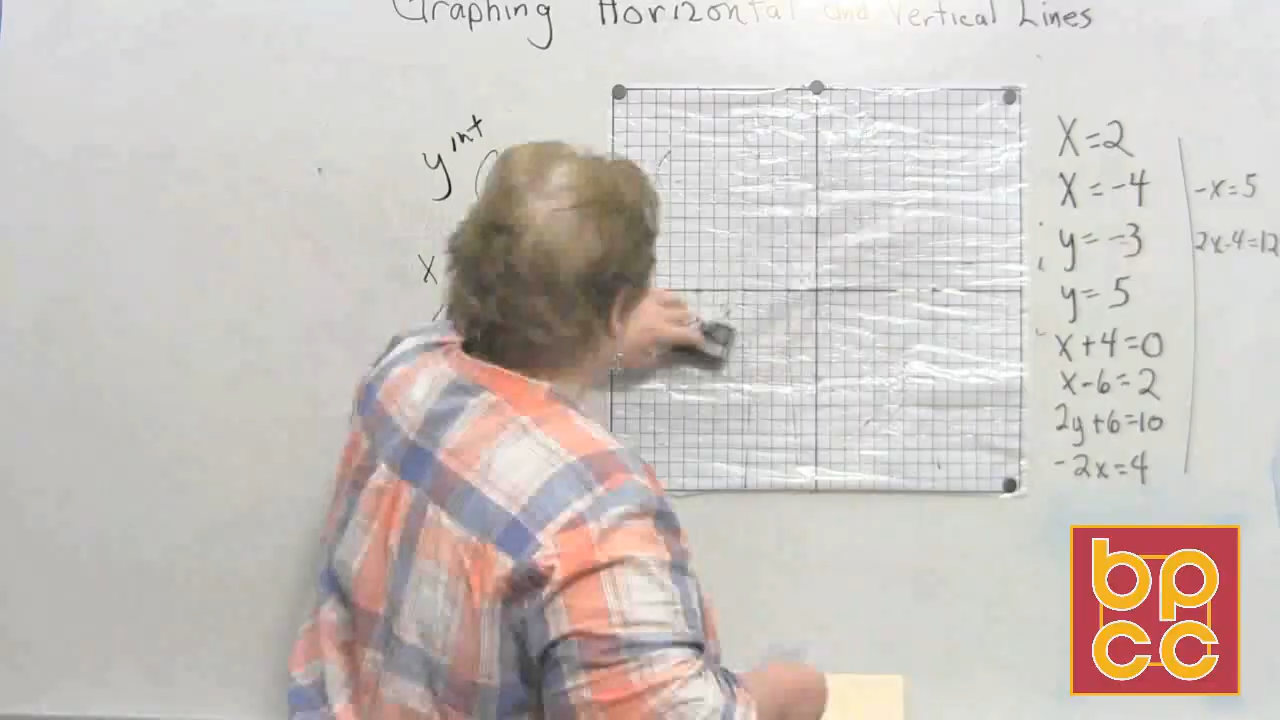 Graphing Horizontal and Vertical Lines
y int
x
x=2
x=-4
y=-3
y=5
x+4=0
x-6=2
2y+6=10
-2x=4
-x=5
2x-4=12
bp
cc